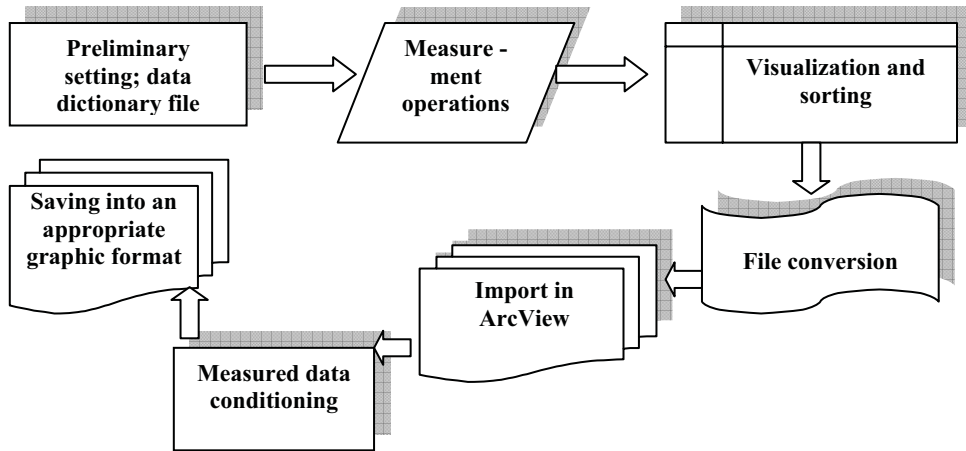 Preliminary
setting; data
dictionary file
Measure -
ment
operations
Visualization and
sorting
File conversion
Import in
ArcView
Measured data
conditioning
Saving into an
appropriate
graphic format